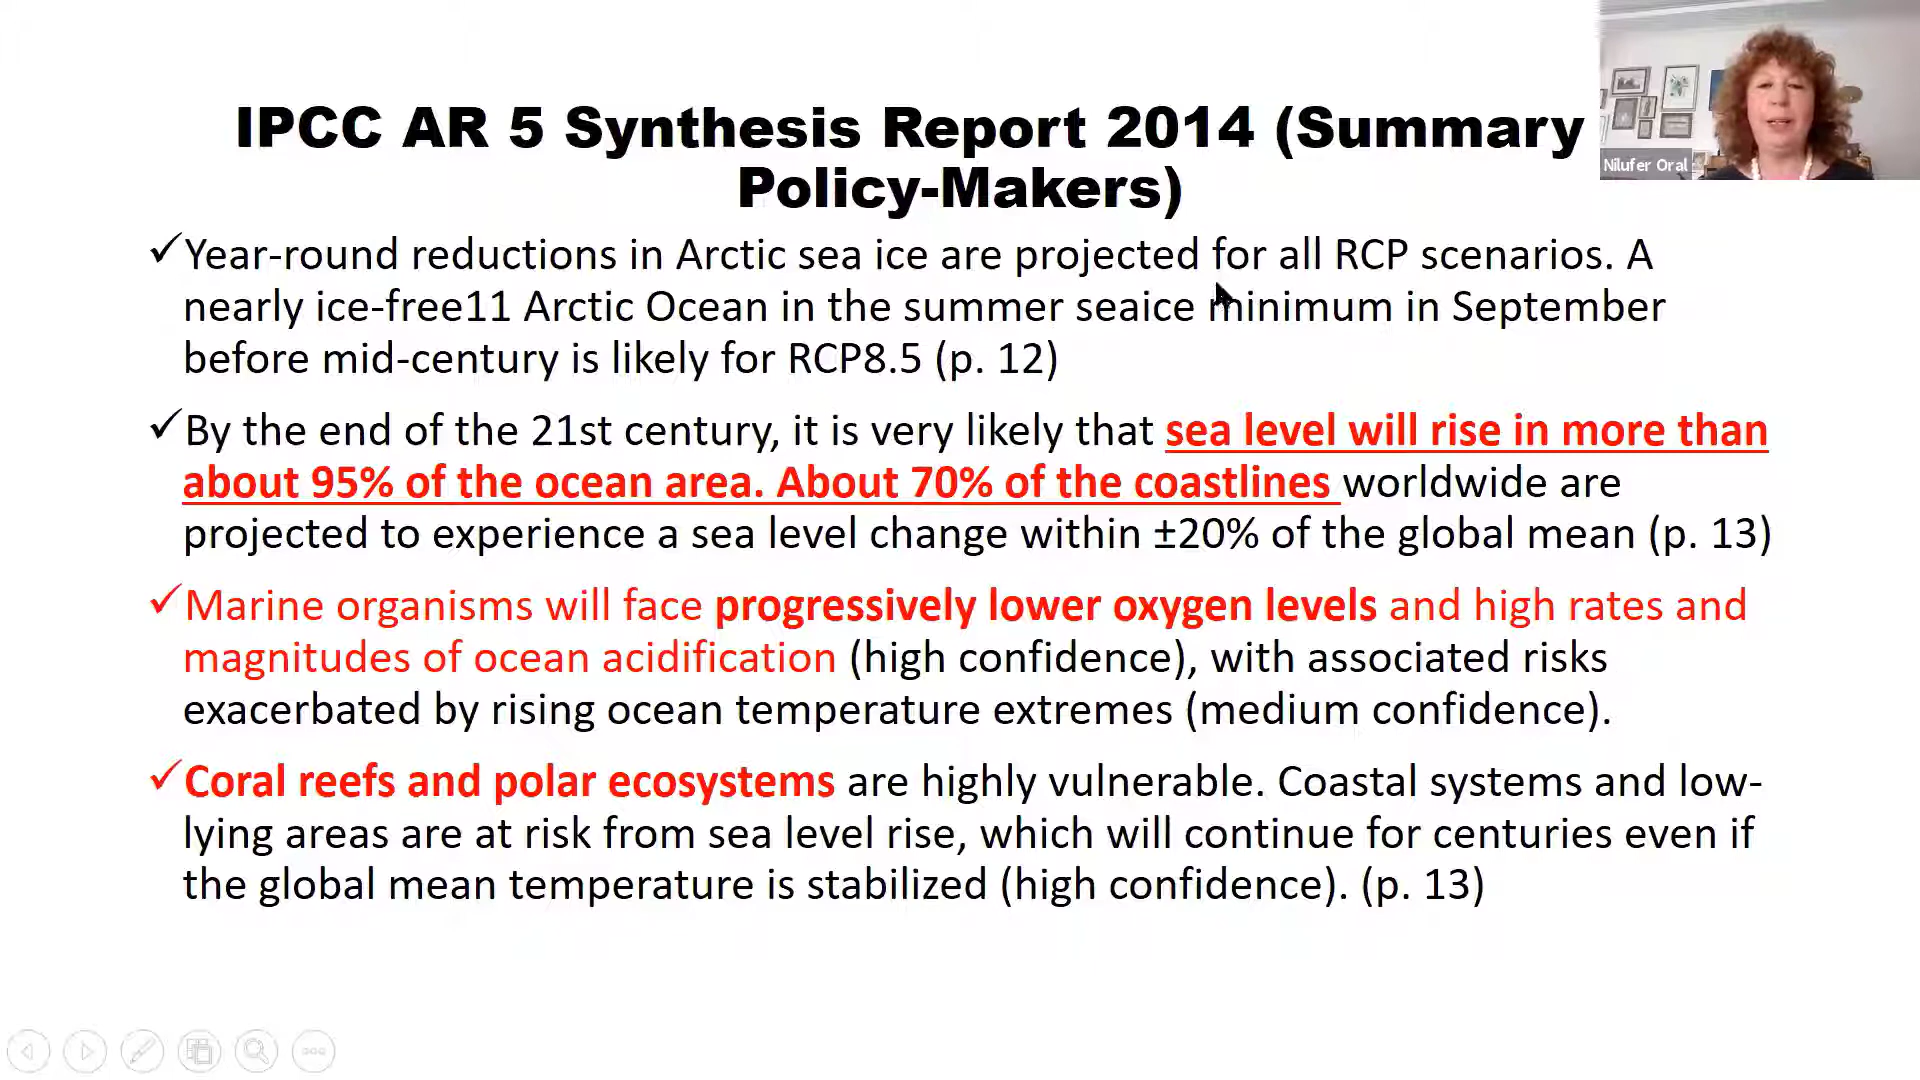 IPCC AR 5 Synthesis Report 2014 (Summary
Policy-Makers)
Nilufer Oral
✓Year-round reductions in Arctic sea ice are projected for all RCP scenarios. A
nearly ice-free11 Arctic Ocean in the summer seaice minimum in September
before mid-century is likely for RCP8.5 (p. 12)
✓By the end of the 21st century, it is very likely that sea level will rise in more than
about 95% of the ocean area. About 70% of the coastlines worldwide are
projected to experience a sea level change within ±20% of the global mean (p. 13)
✓Marine organisms will face progressively lower oxygen levels and high rates and
magnitudes of ocean acidification (high confidence), with associated risks
exacerbated by rising ocean temperature extremes (medium confidence).
✓Coral reefs and polar ecosystems are highly vulnerable. Coastal systems and low-
lying areas are at risk from sea level rise, which will continue for centuries even if
the global mean temperature is stabilized (high confidence). (p. 13)